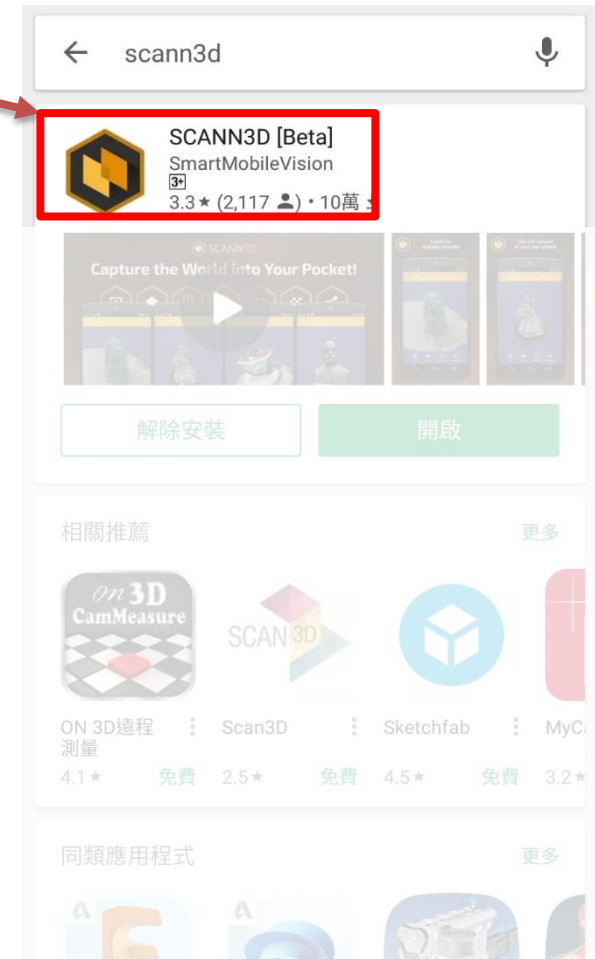 scann3d
SCANN3D [Beta]
SmartMobileVision
3+
3.3★ (2,117 ) • 10萬
SCANN3D
Capture the World into Your Pocket!
解除安裝
開啟
相關推薦
更多
on 3D
CamMeasure
SCAN 3D
ON 3D遠程
測量
4.1★
免費
Scan3D
2.5★
免費
Sketchfab
4.5★
免費
MyC
3.2★
同類應用程式
更多